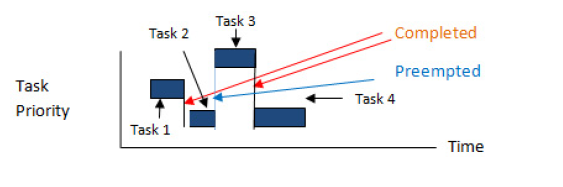 Task 3
Task 2
Completed
Preempted
Task
Priority
Task 4
Task 1
Time